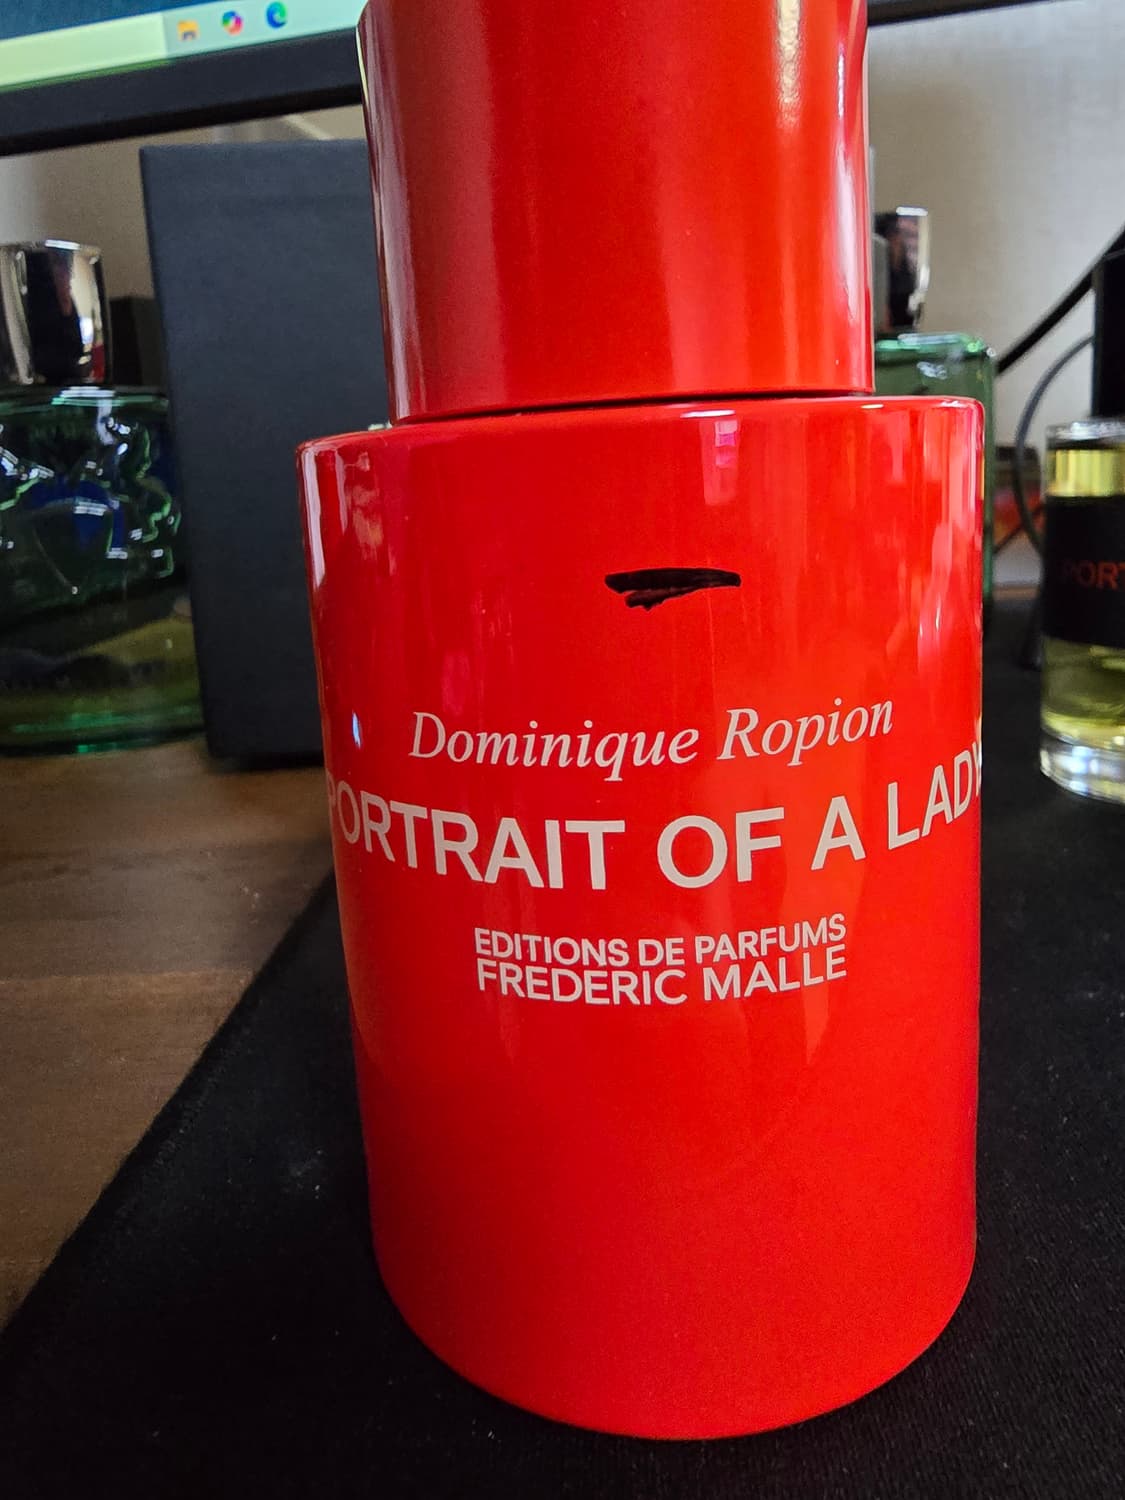 Dominique Ropion
PORTRAIT OF A LADY
EDITIONS DE PARFUMS
FREDERIC MALLE